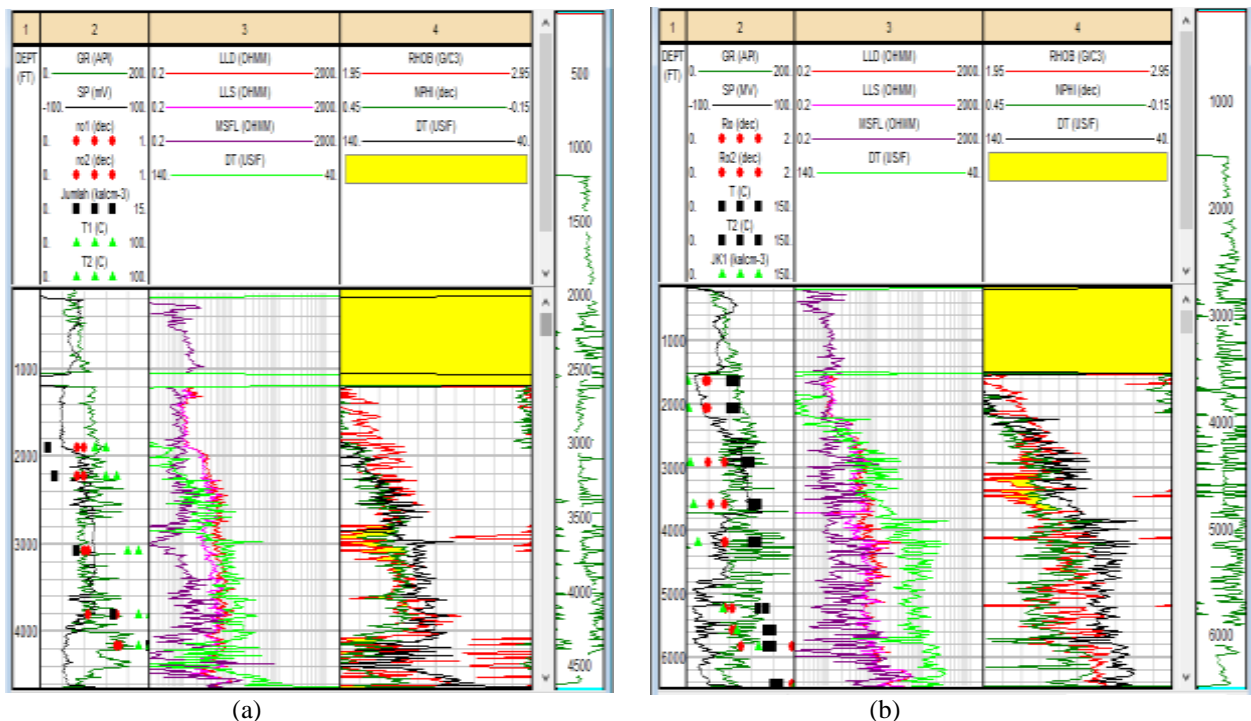 1 2 3 4
DEPT (FT)
GR (API)
0. 200.
SP (mV)
-100. 100.
ro1 (dec)
0. 1.
ro2 (dec)
0. 1.
Jumlah (kalcm-3)
0. 15.
T1 (C)
0. 100.
T2 (C)
0. 100.
LLD (OHMM)
0.2 2000.
LLS (OHMM)
0.2 2000.
MSFL (OHMM)
0.2 2000.
DT (US/F)
140. 40.
RHOB (G/C3)
1.95 2.95
NPHI (dec)
0.45 -0.15
DT (US/F)
140. 40.
1000
2000
3000
4000
500
1000
1500
2000
2500
3000
3500
4000
4500
(a)
1 2 3 4
DEPT (FT)
GR (API)
0. 200.
SP (MV)
-100. 100.
Ro (dec)
0. 2.
Ro2 (dec)
0. 2.
T (C)
0. 150.
T2 (C)
0. 150.
JK1 (kalcm-3)
0. 150.
LLD (OHMM)
0.2 2000.
LLS (OHMM)
0.2 2000.
MSFL (OHMM)
0.2 2000.
DT (US/F)
140. 40.
RHOB (G/C3)
1.95 2.95
NPHI (dec)
0.45 -0.15
DT (US/F)
140. 40.
1000
2000
3000
4000
5000
6000
1000
2000
3000
4000
5000
6000
(b)